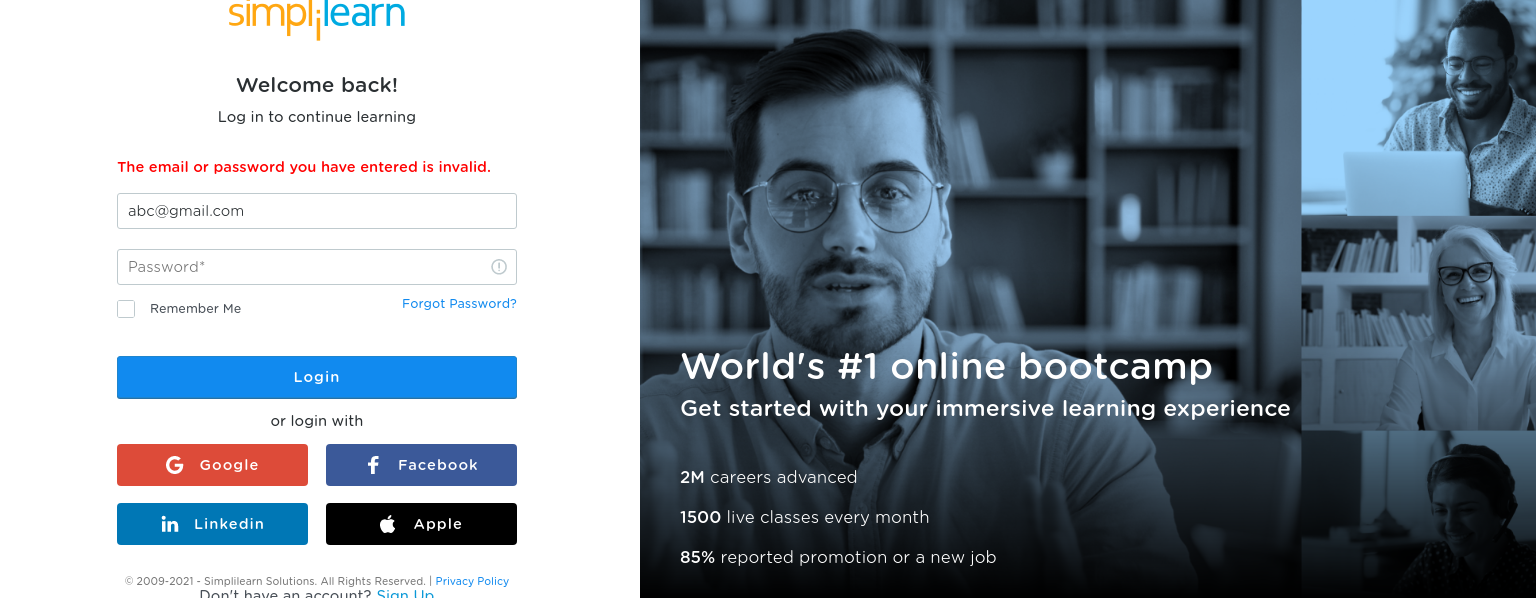 simplilearn
Welcome back!
Log in to continue learning
The email or password you have entered is invalid.
abc@gmail.com
Password*
Remember Me
Forgot Password?
Login
or login with
Google
Facebook
Linkedin
Apple
© 2009-2021 - Simplilearn Solutions. All Rights Reserved. | Privacy Policy
Don't have an account? Sign Up
World's #1 online bootcamp
Get started with your immersive learning experience
2M careers advanced
1500 live classes every month
85% reported promotion or a new job